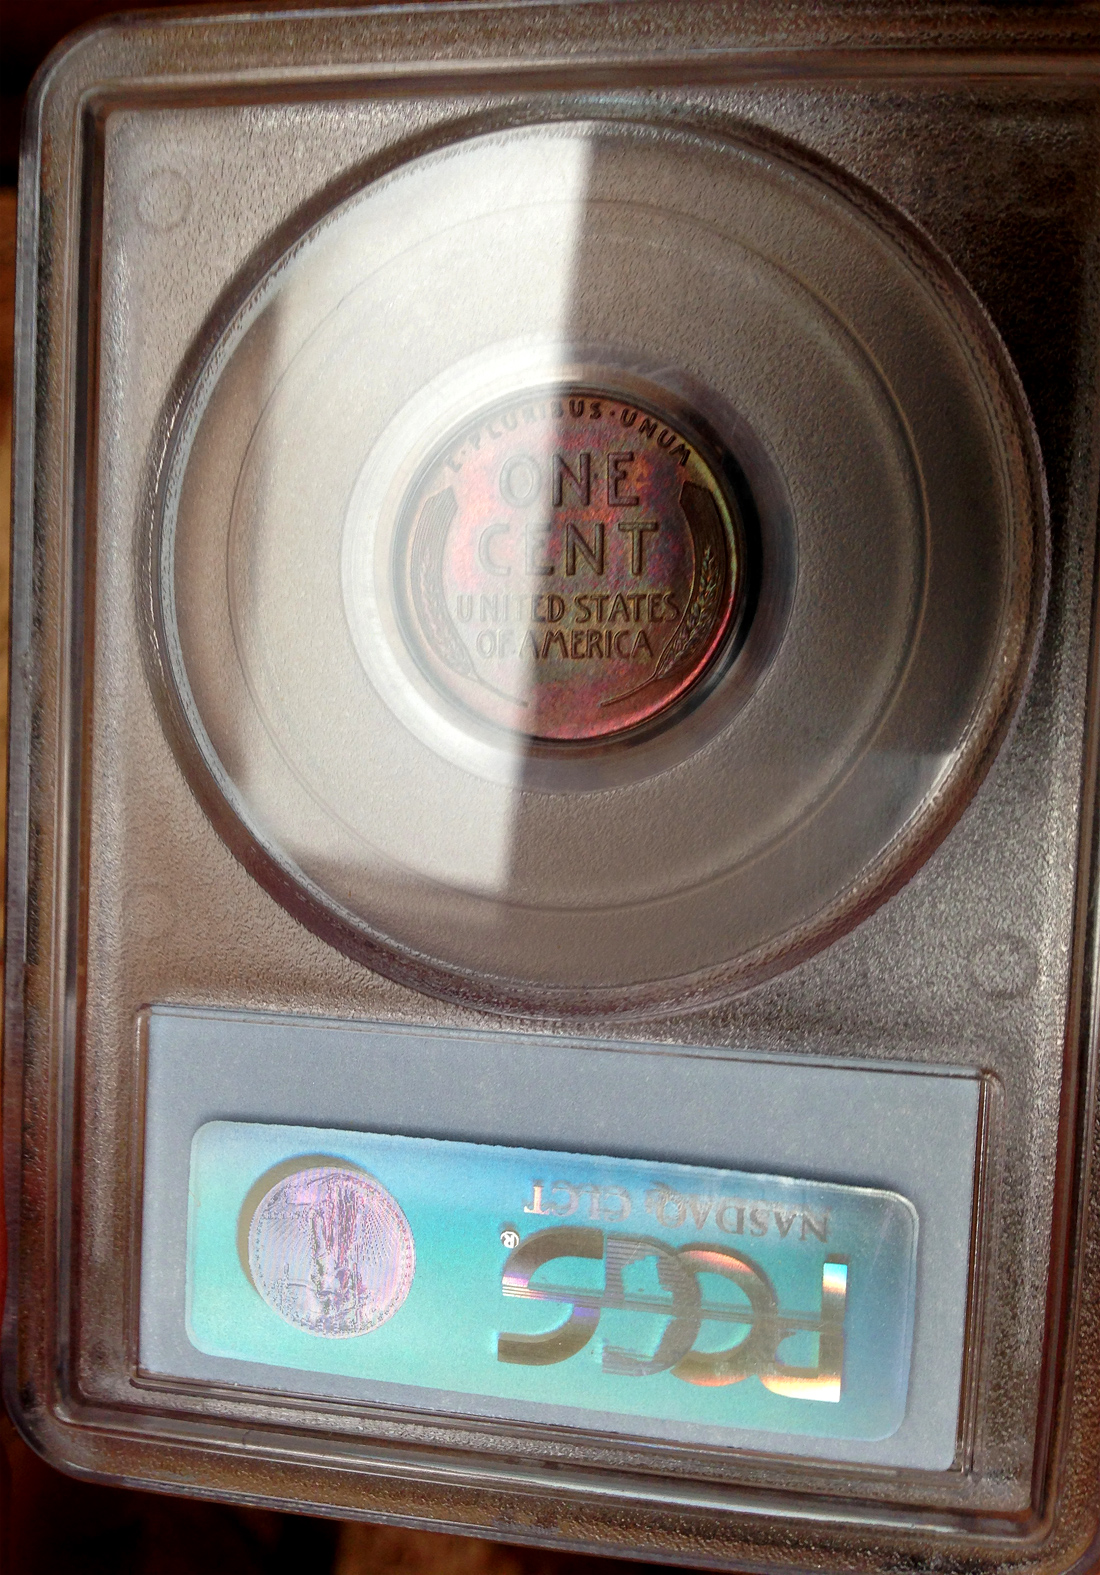 E·PLURIBUS·UNUM
ONE
CENT
UNITED STATES
OF AMERICA
PCGS®
NASDAQ: CLCT